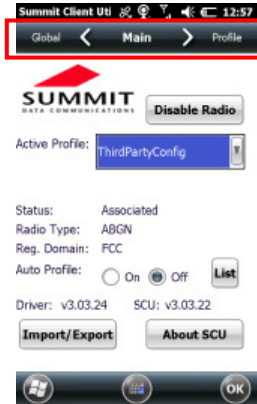 Summit Client Uti 12:57
Global Main Profile
SUMMIT
DATA COMMUNICATIONS
Disable Radio
Active Profile: ThirdPartyConfig
Status: Associated
Radio Type: ABGN
Reg. Domain: FCC
Auto Profile: On Off List
Driver: v3.03.24 SCU: v3.03.22
Import/Export About SCU
OK